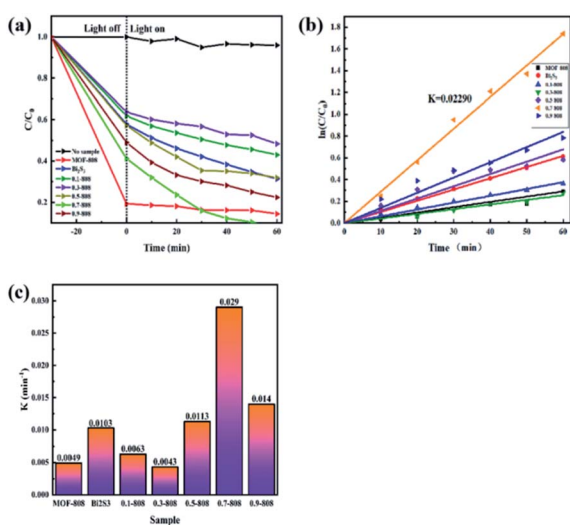 (a)
Light off
Light on
1.0
0.8
0.6
0.4
0.2
C/C₀
No sample
MOF-808
Bi₂S₃
0.1-808
0.3-808
0.5-808
0.7-808
0.9-808
-20
0
20
40
60
Time (min)
(b)
1.8
1.6
1.4
1.2
1.0
0.8
0.6
0.4
0.2
0.0
ln(C/C₀)
K=0.02290
MOF 808
Bi₂S₃
0.1-808
0.3-808
0.5 808
0.7 808
0.9 808
0
10
20
30
40
50
60
Time (min)
(c)
0.030
0.025
0.020
0.015
0.010
0.005
0.000
K (min⁻¹)
0.0049
0.0103
0.0063
0.0043
0.0113
0.029
0.014
MOF-808
Bi2S3
0.1-808
0.3-808
0.5-808
0.7-808
0.9-808
Sample